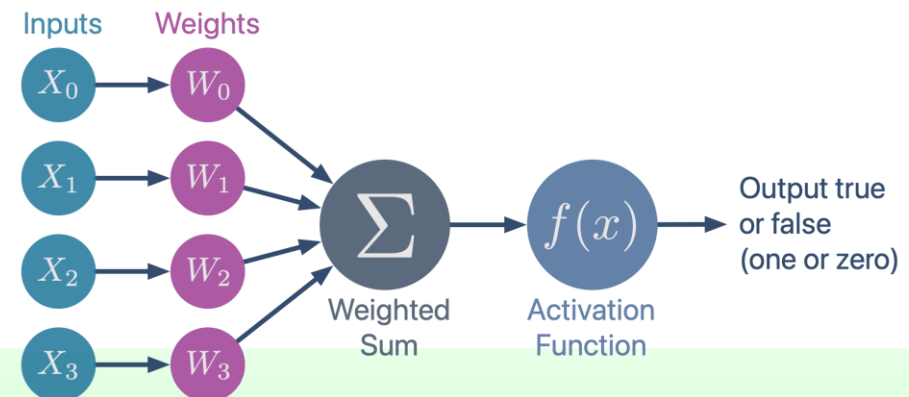 Inputs Weights
X₀ W₀
X₁ W₁
X₂ W₂
X₃ W₃
Σ
Weighted
Sum
f(x)
Activation
Function
Output true
or false
(one or zero)